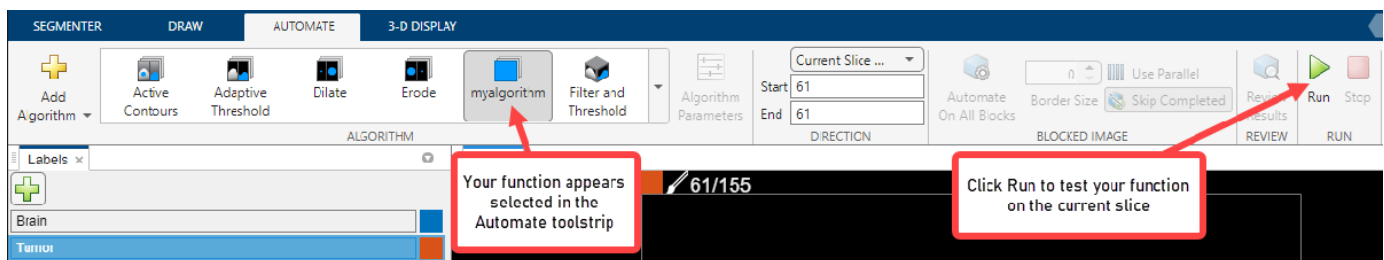 SEGMENTER DRAW AUTOMATE 3-D DISPLAY
Add Algorithm
Active Contours
Adaptive Threshold
Dilate
Erode
myalgorithm
Filter and Threshold
Algorithm Parameters
Current Slice ...
Start 61
End 61
Automate On All Blocks
0
Border Size
Use Parallel
Skip Completed
Review Results
Run
Stop
ALGORITHM DIRECTION BLOCKED IMAGE REVIEW RUN
Labels
Brain
Tumor
Your function appears
selected in the
Automate toolstrip
61/155
Click Run to test your function
on the current slice